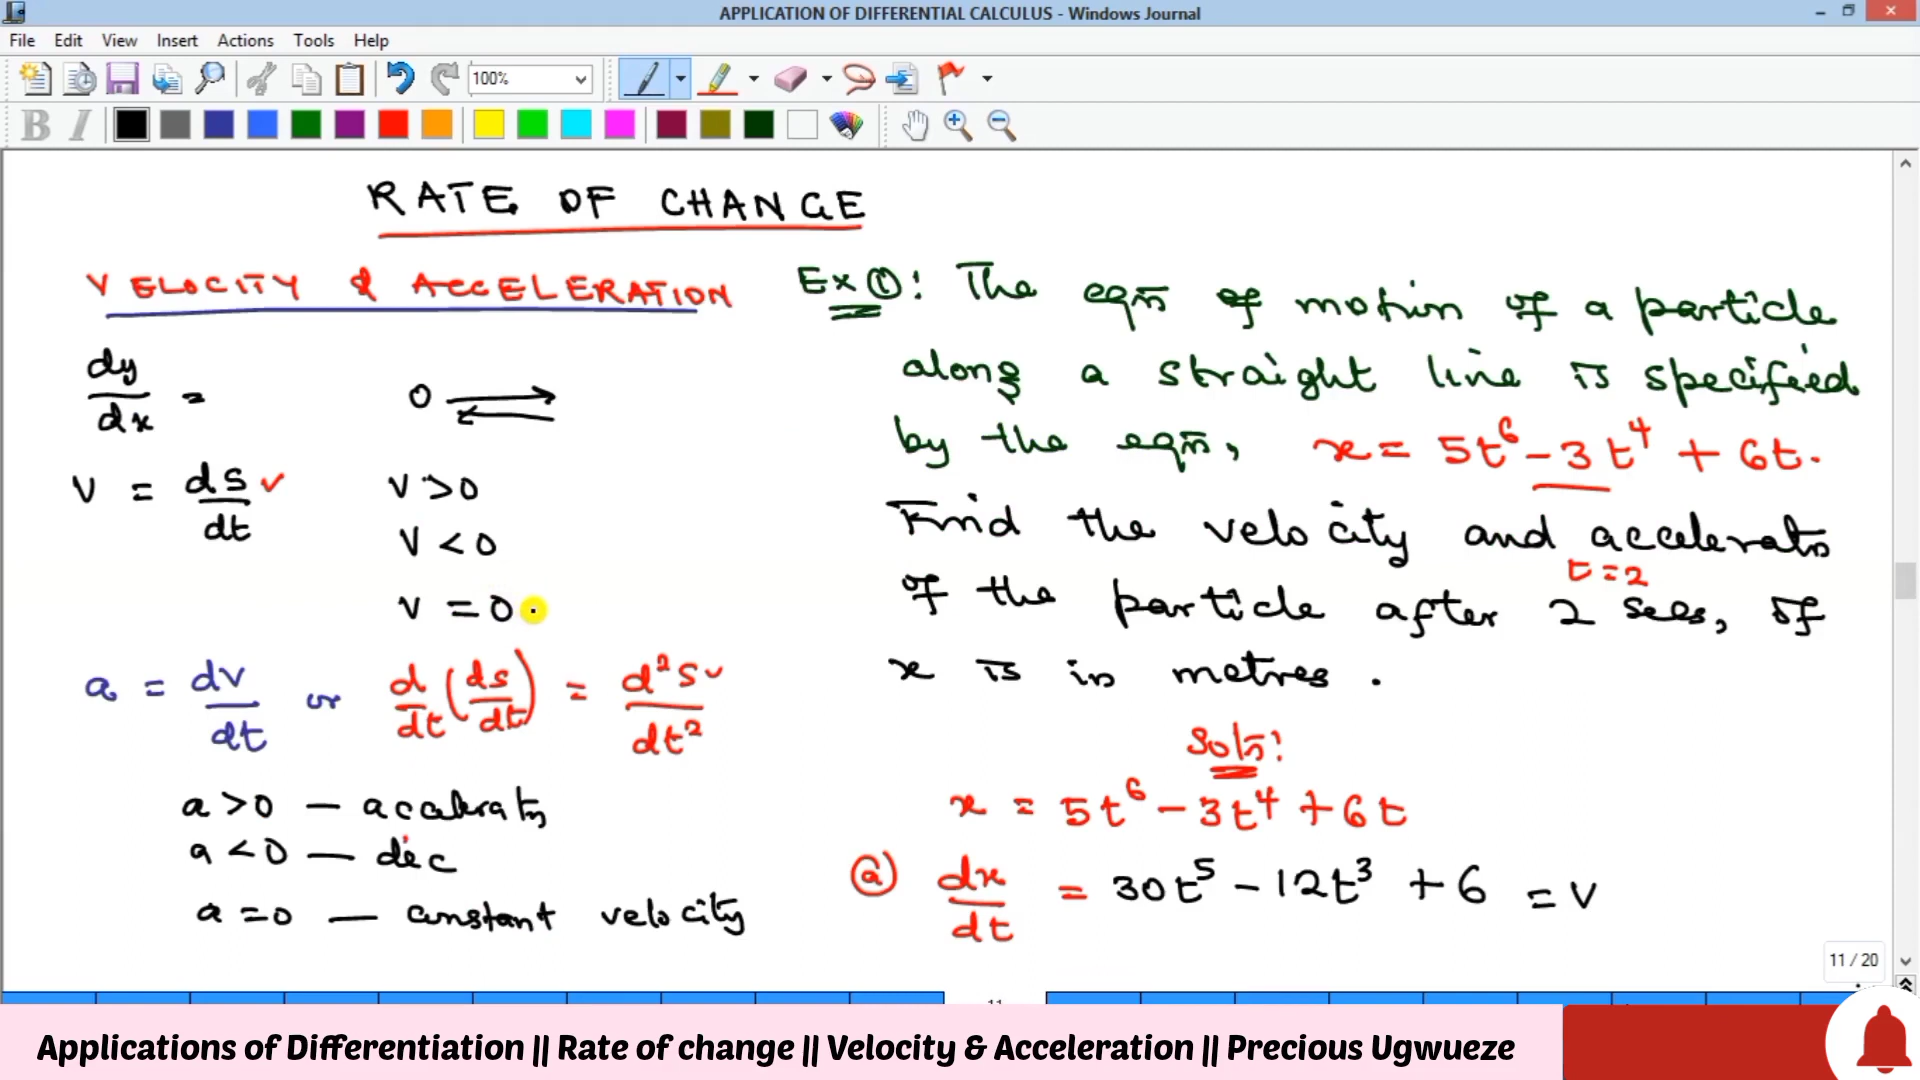 APPLICATION OF DIFFERENTIAL CALCULUS - Windows Journal
File Edit View Insert Actions Tools Help
100%
B I
RATE OF CHANGE
VELOCITY & ACCELERATION
dy/dx =
0
V = ds/dt ✓
V > 0
V < 0
V = 0
a = dv/dt or d/dt (ds/dt) = d²s/dt² ✓
a > 0 — acceleratn
a < 0 — dec
a = 0 — constant velocity
Ex ①: The eqn of motion of a particle
along a straight line is specified
by the eqn, x = 5t⁶ - 3t⁴ + 6t.
Find the velocity and acceleratn
t = 2
of the particle after 2 secs, if
x is in metres.
Soln:
x = 5t⁶ - 3t⁴ + 6t
ⓐ dx/dt = 30t⁵ - 12t³ + 6 = V
11 / 20
Applications of Differentiation || Rate of change || Velocity & Acceleration || Precious Ugwueze